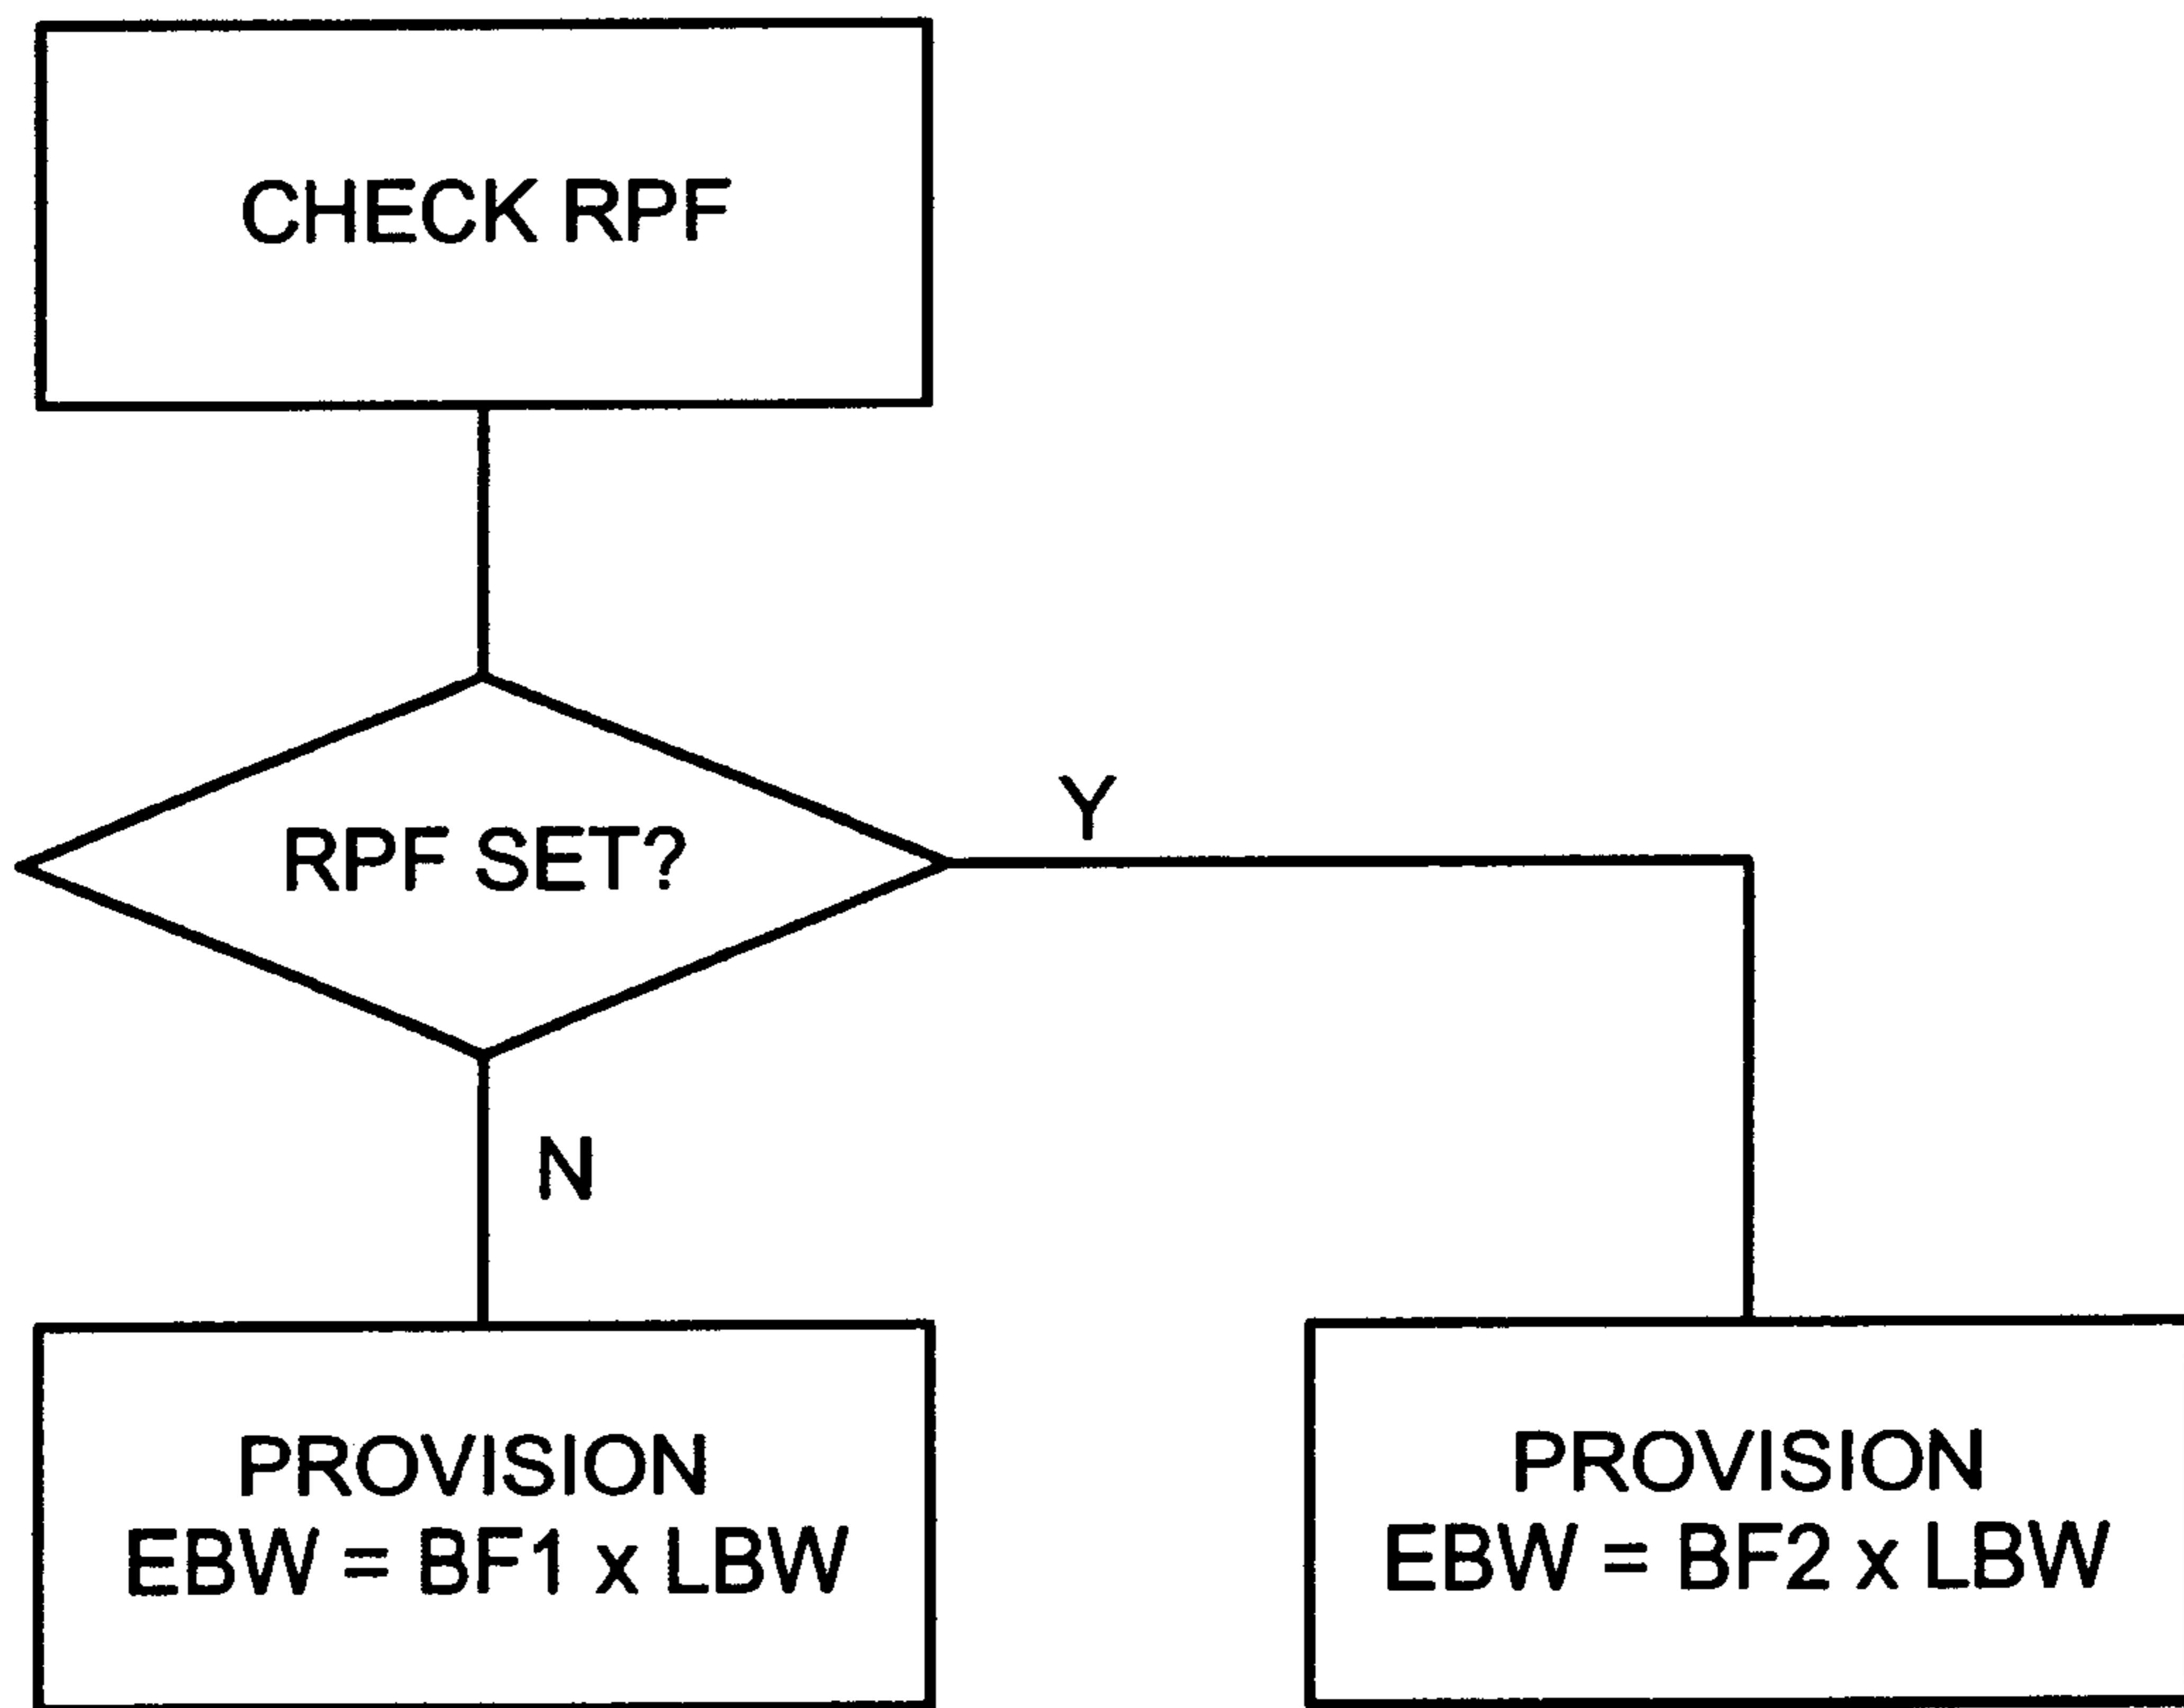 CHECK RPF
RPF SET?
Y
N
PROVISION
EBW = BF1 x LBW
PROVISION
EBW = BF2 x LBW